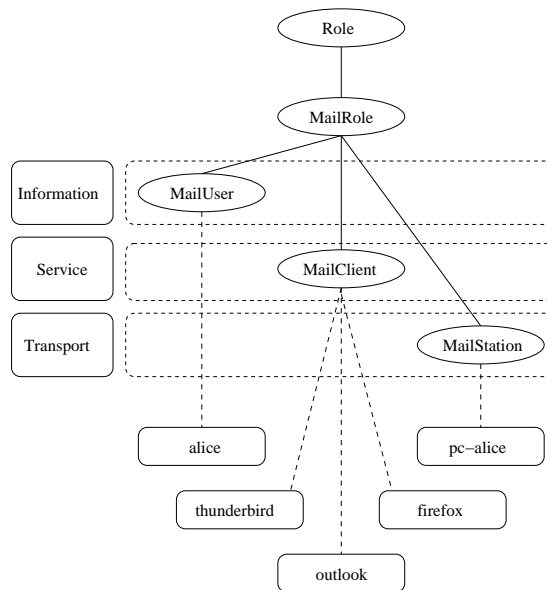 Role
MailRole
Information
MailUser
Service
MailClient
Transport
MailStation
alice
pc−alice
thunderbird
firefox
outlook